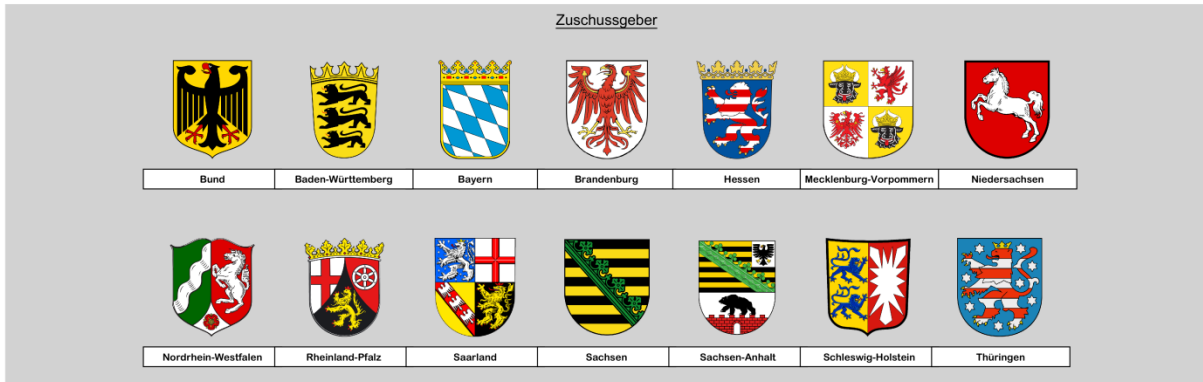 Zuschussgeber
Bund Baden-Württemberg Bayern Brandenburg Hessen Mecklenburg-Vorpommern Niedersachsen
Nordrhein-Westfalen Rheinland-Pfalz Saarland Sachsen Sachsen-Anhalt Schleswig-Holstein Thüringen